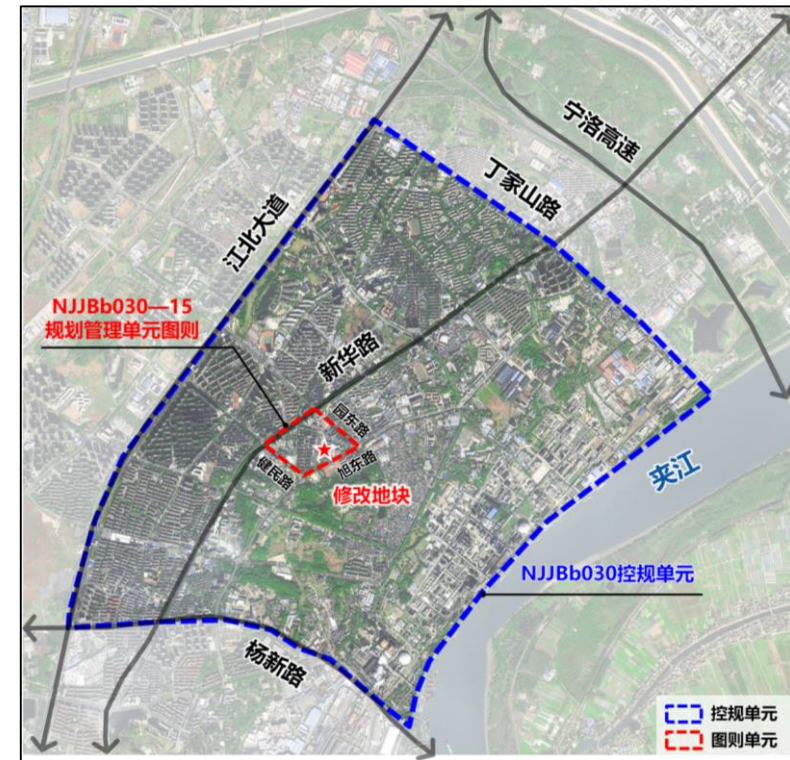 宁洛高速
丁家山路
江北大道
NJJBb030—15
规划管理单元图则
新华路
园东路
健民路
旭东路
修改地块
夹江
NJJBb030控规单元
杨新路
控规单元
图则单元